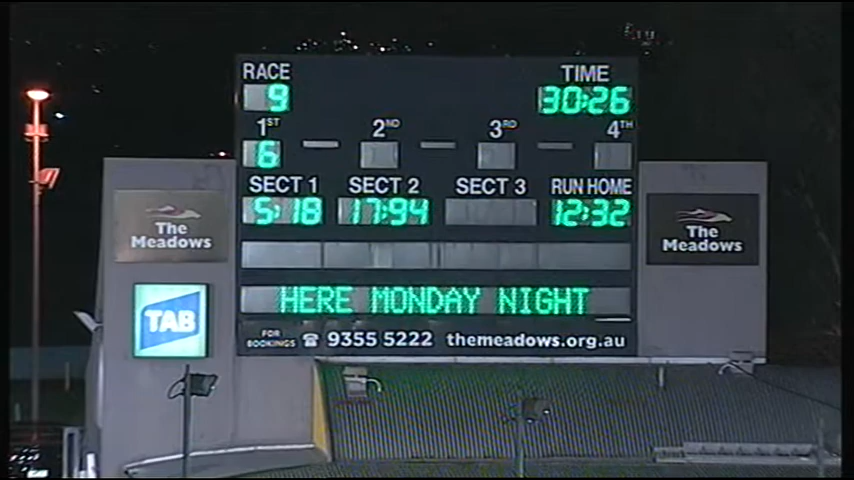 RACE TIME
9 30:26
1ST 2ND 3RD 4TH
6
SECT 1 SECT 2 SECT 3 RUN HOME
5:18 17:94 12:32
The Meadows
The Meadows
HERE MONDAY NIGHT
TAB
FOR BOOKINGS ☎ 9355 5222 themeadows.org.au